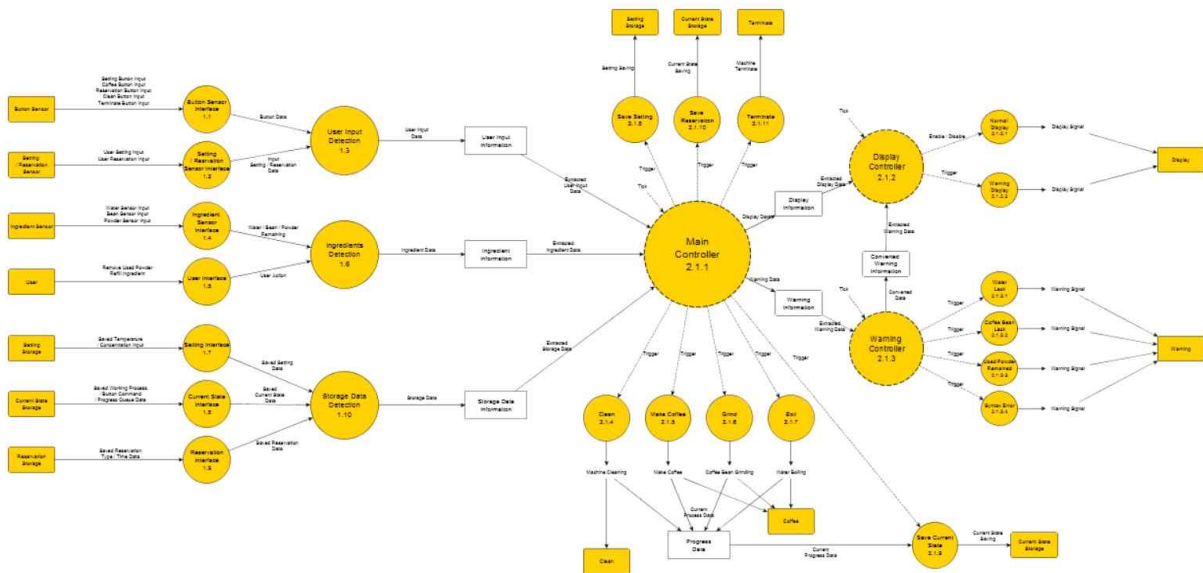 Setting
Storage
Current State
Storage
Terminate
Setting Saving
Current State
Saving
Machine
Terminate
Save Setting
2.1.8
Save
Reservation
2.1.10
Terminate
2.1.11
Trigger
Trigger
Trigger
Tick
Button Sensor
Setting Button Input
Coffee Button Input
Reservation Button Input
Clean Button Input
Terminate Button Input
Button Sensor
Interface
1.1
Button Data
Setting
/ Reservation
Sensor
User Setting Input
User Reservation Input
Setting
/ Reservation
Sensor Interface
1.2
Input
Setting / Reservation
Data
User Input
Detection
1.3
User Input
Data
User Input
Information
Extracted
User Input
Data
Ingredient Sensor
Water Sensor Input
Bean Sensor Input
Powder Sensor Input
Ingredient
Sensor
Interface
1.4
Water / Bean / Powder
Remaining
User
Remove Used Powder
Refill Ingredient
User Interface
1.5
User Action
Ingredients
Detection
1.6
Ingredient Data
Ingredient
Information
Extracted
Ingredient Data
Setting
Storage
Saved Temperature
/ Concentration Input
Setting Interface
1.7
Saved Setting
Data
Current State
Storage
Saved Working Process,
Button Command
/ Progress Queue Data
Current State
Interface
1.8
Saved
Current State
Data
Reservation
Storage
Saved Reservation
Type / Time Data
Reservation
Interface
1.9
Saved Reservation
Data
Storage Data
Detection
1.10
Storage Data
Storage Data
Information
Extracted
Storage Data
Main
Controller
2.1.1
Display Data
Display
Information
Extracted
Display Data
Tick
Display
Controller
2.1.2
Enable / Disable
Normal
Display
2.1.2.1
Display Signal
Trigger
Warning
Display
2.1.2.2
Display Signal
Display
Extracted
Warning Data
Convened
Warning
Information
Convened
Data
Warning Data
Warning
Information
Extracted
Warning Data
Tick
Warning
Controller
2.1.3
Trigger
Trigger
Trigger
Trigger
Water
Lack
2.1.3.1
Coffee Bean
Lack
2.1.3.2
Used Powder
Remained
2.1.3.3
System Error
2.1.3.4
Warning Signal
Warning Signal
Warning Signal
Warning Signal
Warning
Trigger
Trigger
Trigger
Trigger
Trigger
Clean
2.1.4
Make Coffee
2.1.5
Grind
2.1.6
Boil
2.1.7
Machine Cleaning
Make Coffee
Coffee Bean Grinding
Water Boiling
Current
Process Data
Coffee
Clean
Progress
Data
Current
Progress Data
Save Current
State
2.1.9
Current State
Saving
Current State
Storage